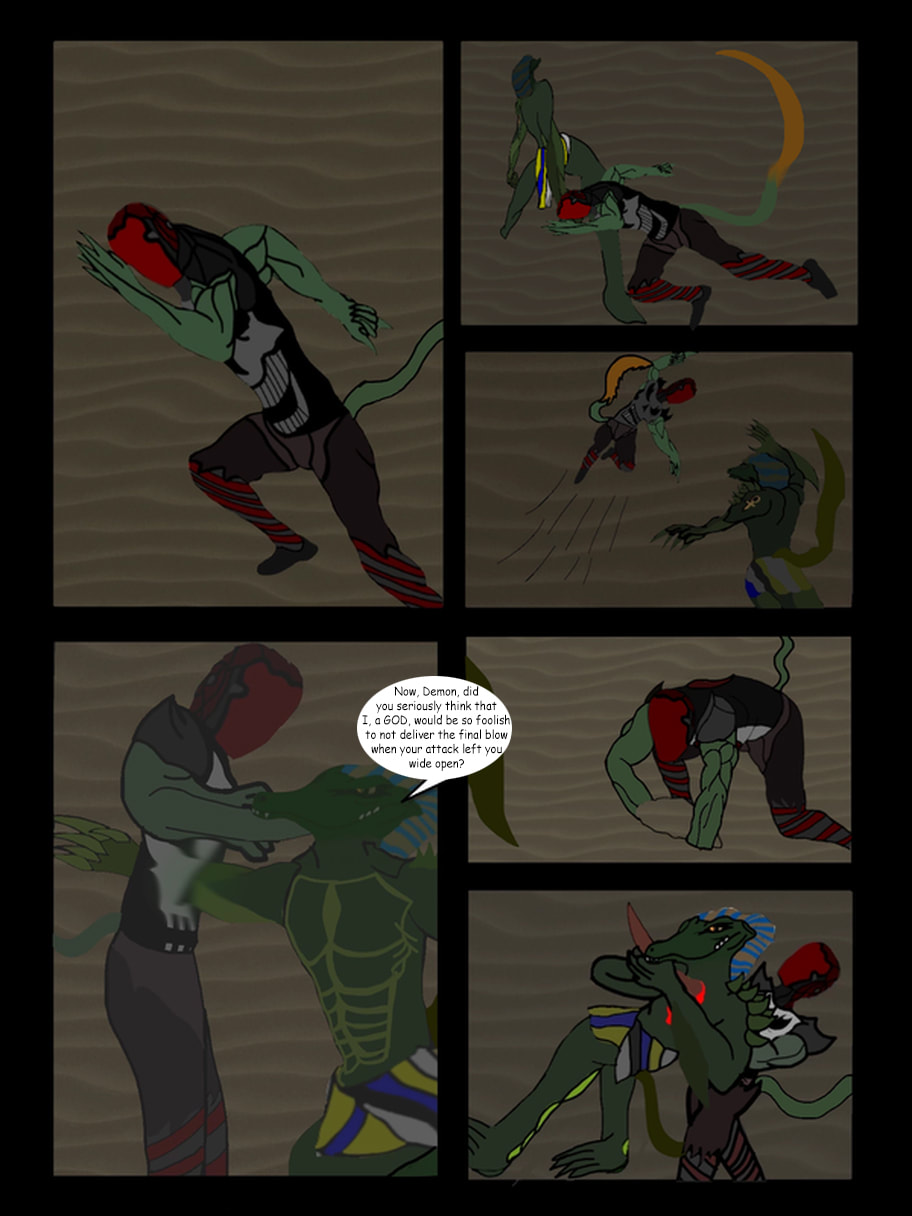 Now, Demon, did
you seriously think that
I, a GOD, would be so foolish
to not deliver the final blow
when your attack left you
wide open?